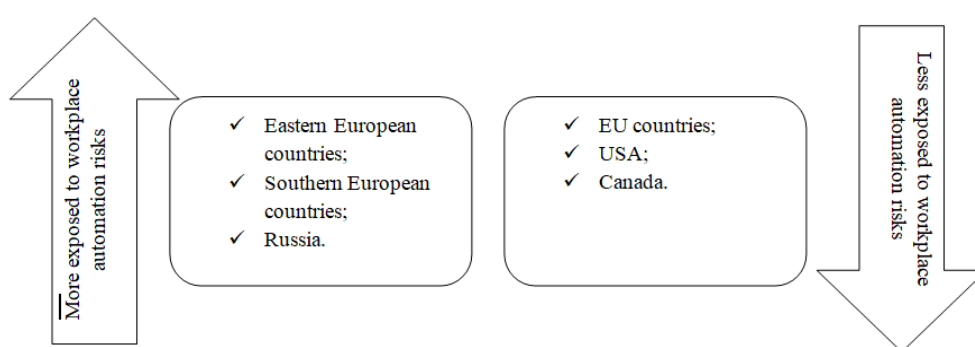 More exposed to workplace
automation risks
✓ Eastern European
countries;
✓ Southern European
countries;
✓ Russia.
✓ EU countries;
✓ USA;
✓ Canada.
Less exposed to workplace
automation risks